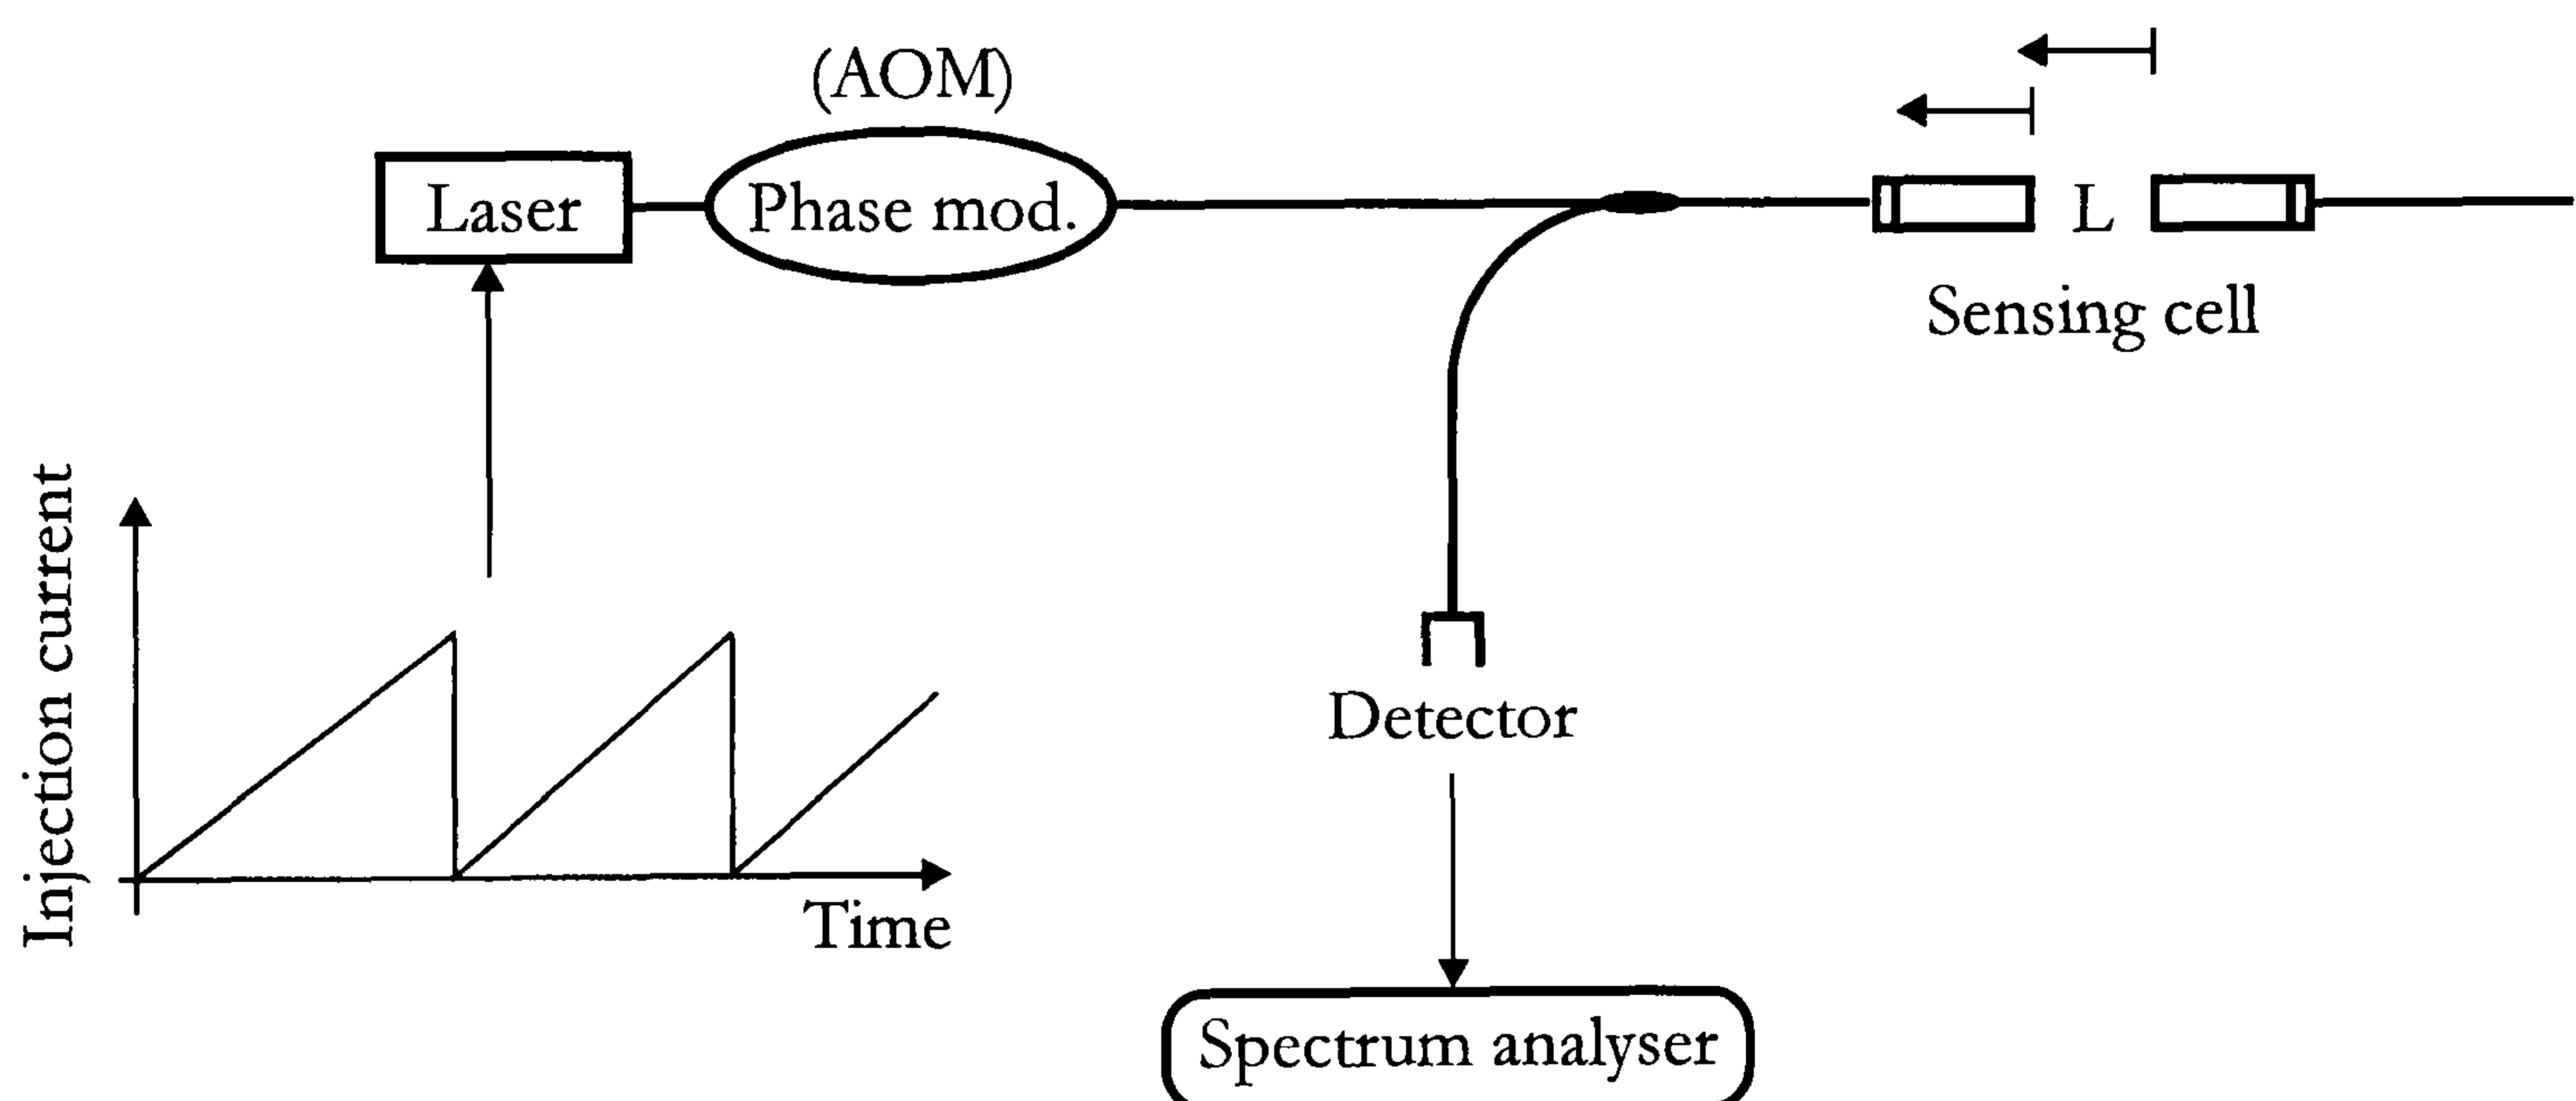 (AOM)
Laser
Phase mod.
L
Sensing cell
Injection current
Time
Detector
Spectrum analyser